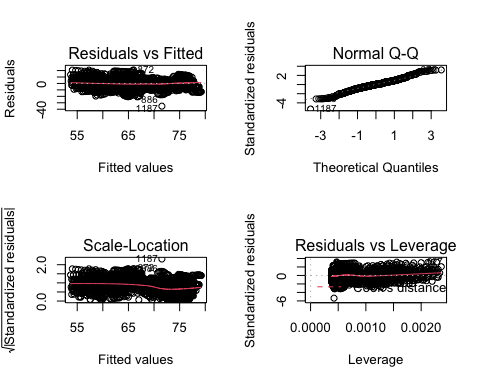 Residuals vs Fitted
Residuals
0
-40
872
886
1187
55 65 75
Fitted values
Normal Q-Q
Standardized residuals
2
-4
1187
-3 -1 1 3
Theoretical Quantiles
Scale-Location
√|Standardized residuals|
2.0
0.0
1187
55 65 75
Fitted values
Residuals vs Leverage
Standardized residuals
0
-6
Cook's distance
0.0000 0.0010 0.0020
Leverage